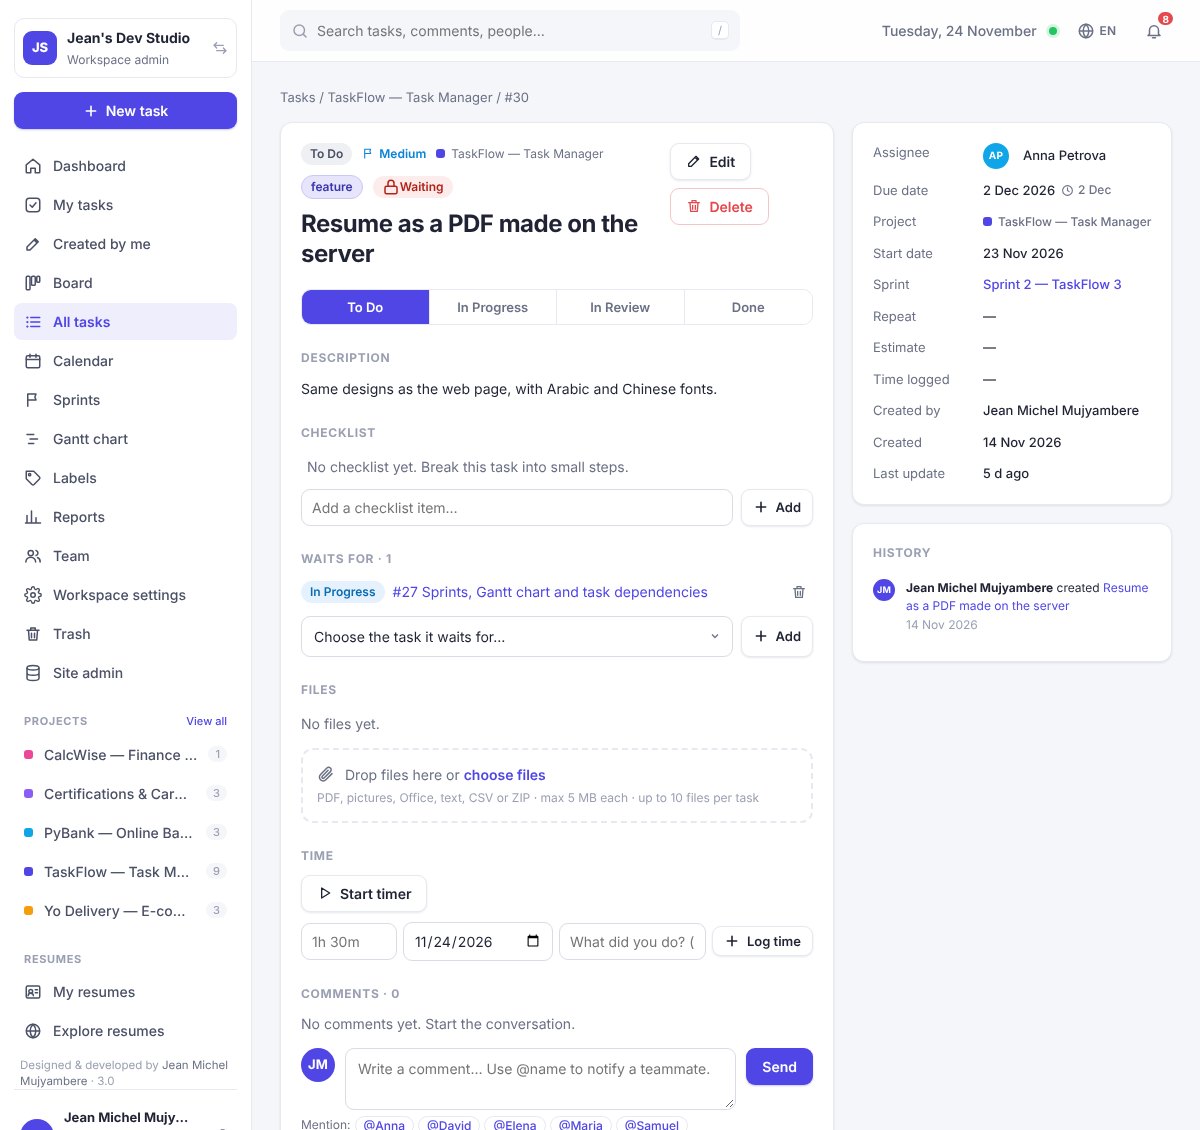 JS
Jean's Dev Studio
Workspace admin
New task
Dashboard
My tasks
Created by me
Board
All tasks
Calendar
Sprints
Gantt chart
Labels
Reports
Team
Workspace settings
Trash
Site admin
PROJECTS View all
CalcWise — Finance ... 1
Certifications & Car... 3
PyBank — Online Ba... 3
TaskFlow — Task M... 9
Yo Delivery — E-co... 3
RESUMES
My resumes
Explore resumes
Designed & developed by Jean Michel
Mujyambere · 3.0
Jean Michel Mujy...
Search tasks, comments, people... /
Tuesday, 24 November EN 8
Tasks / TaskFlow — Task Manager / #30
To Do Medium TaskFlow — Task Manager
feature Waiting
Resume as a PDF made on the
server
Edit
Delete
To Do In Progress In Review Done
DESCRIPTION
Same designs as the web page, with Arabic and Chinese fonts.
CHECKLIST
No checklist yet. Break this task into small steps.
Add a checklist item... Add
WAITS FOR · 1
In Progress #27 Sprints, Gantt chart and task dependencies
Choose the task it waits for... Add
FILES
No files yet.
Drop files here or choose files
PDF, pictures, Office, text, CSV or ZIP · max 5 MB each · up to 10 files per task
TIME
Start timer
1h 30m 11/24/2026 What did you do? ( Log time
COMMENTS · 0
No comments yet. Start the conversation.
JM Write a comment... Use @name to notify a teammate. Send
Mention: @Anna @David @Elena @Maria @Samuel
Assignee AP Anna Petrova
Due date 2 Dec 2026 2 Dec
Project TaskFlow — Task Manager
Start date 23 Nov 2026
Sprint Sprint 2 — TaskFlow 3
Repeat —
Estimate —
Time logged —
Created by Jean Michel Mujyambere
Created 14 Nov 2026
Last update 5 d ago
HISTORY
JM Jean Michel Mujyambere created Resume
as a PDF made on the server
14 Nov 2026